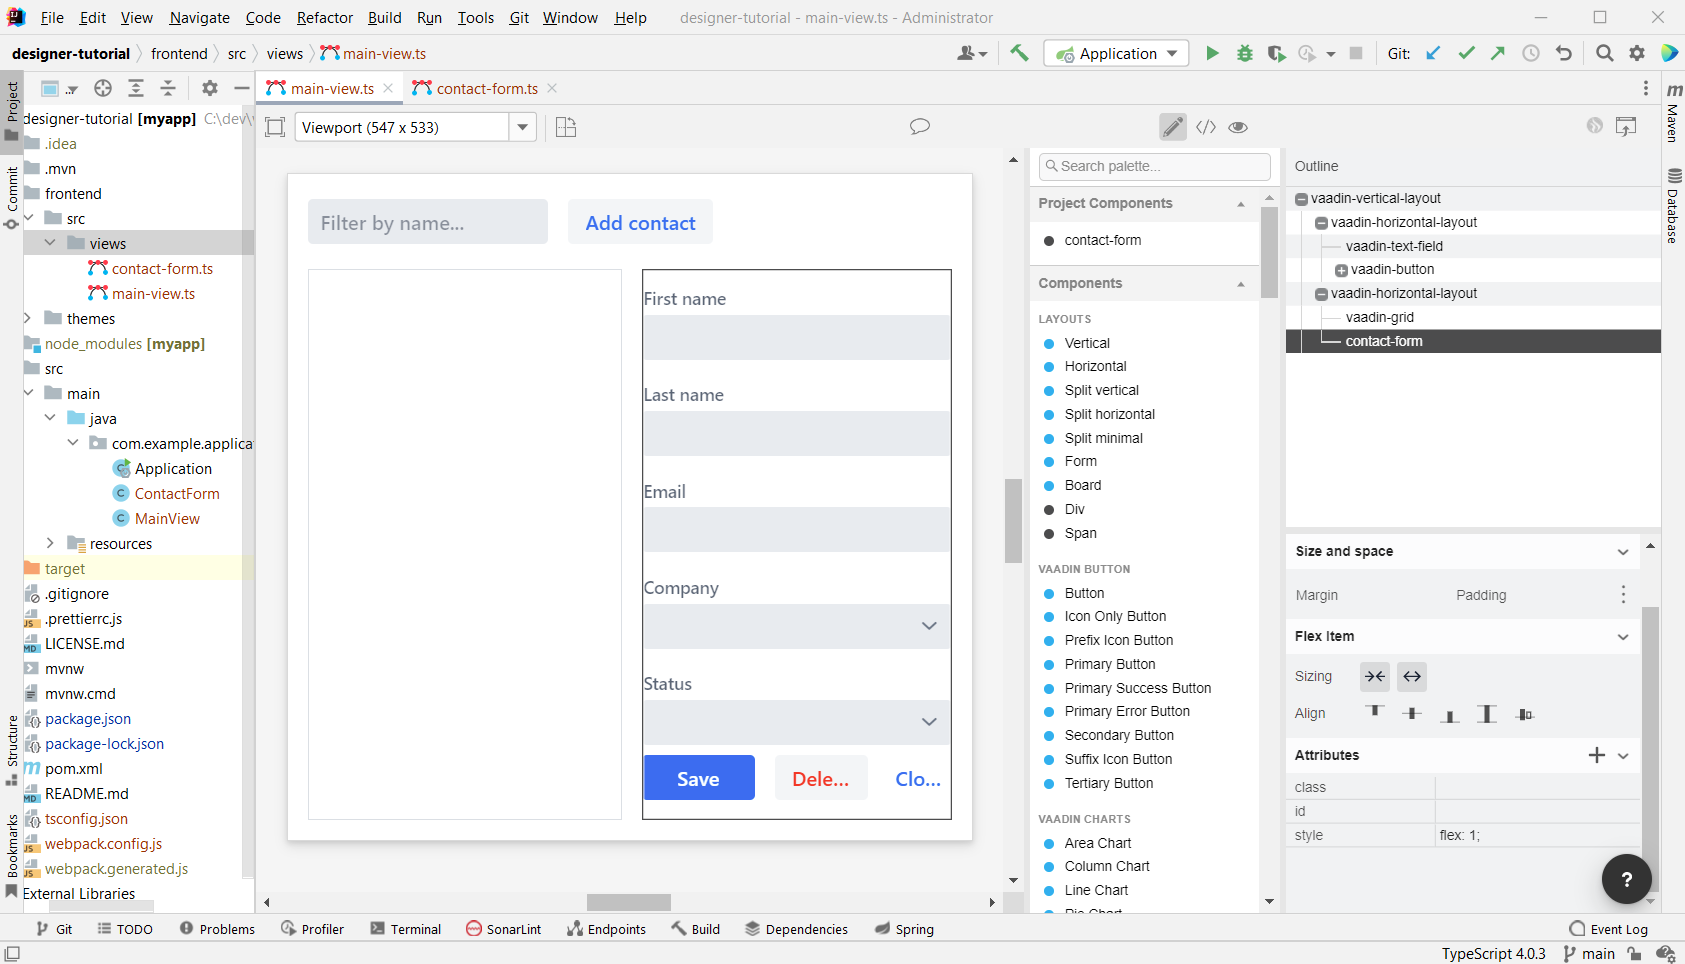 File Edit View Navigate Code Refactor Build Run Tools Git Window Help designer-tutorial - main-view.ts - Administrator
designer-tutorial frontend src views main-view.ts Application Git:
main-view.ts contact-form.ts
Project
Commit
Structure
Bookmarks
designer-tutorial [myapp] C:\dev\
.idea
.mvn
frontend
src
views
contact-form.ts
main-view.ts
themes
node_modules [myapp]
src
main
java
com.example.applica
Application
ContactForm
MainView
resources
target
.gitignore
.prettierrc.js
LICENSE.md
mvnw
mvnw.cmd
package.json
package-lock.json
pom.xml
README.md
tsconfig.json
webpack.config.js
webpack.generated.js
External Libraries
Viewport (547 x 533)
Filter by name... Add contact
First name
Last name
Email
Company
Status
Save Dele... Clo...
Search palette...
Project Components
contact-form
Components
LAYOUTS
Vertical
Horizontal
Split vertical
Split horizontal
Split minimal
Form
Board
Div
Span
VAADIN BUTTON
Button
Icon Only Button
Prefix Icon Button
Primary Button
Primary Success Button
Primary Error Button
Secondary Button
Suffix Icon Button
Tertiary Button
VAADIN CHARTS
Area Chart
Column Chart
Line Chart
Pie Chart
Outline
vaadin-vertical-layout
vaadin-horizontal-layout
vaadin-text-field
vaadin-button
vaadin-horizontal-layout
vaadin-grid
contact-form
Size and space
Margin Padding
Flex Item
Sizing
Align
Attributes
class
id
style flex: 1;
?
m
Maven
Database
Git TODO Problems Profiler Terminal SonarLint Endpoints Build Dependencies Spring Event Log
TypeScript 4.0.3 main